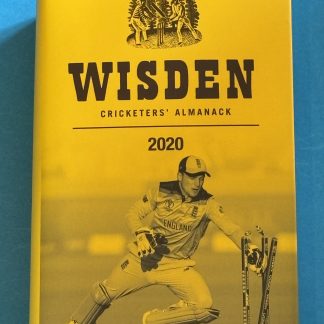 WISDEN
CRICKETERS' ALMANACK
2020
ENGLAND